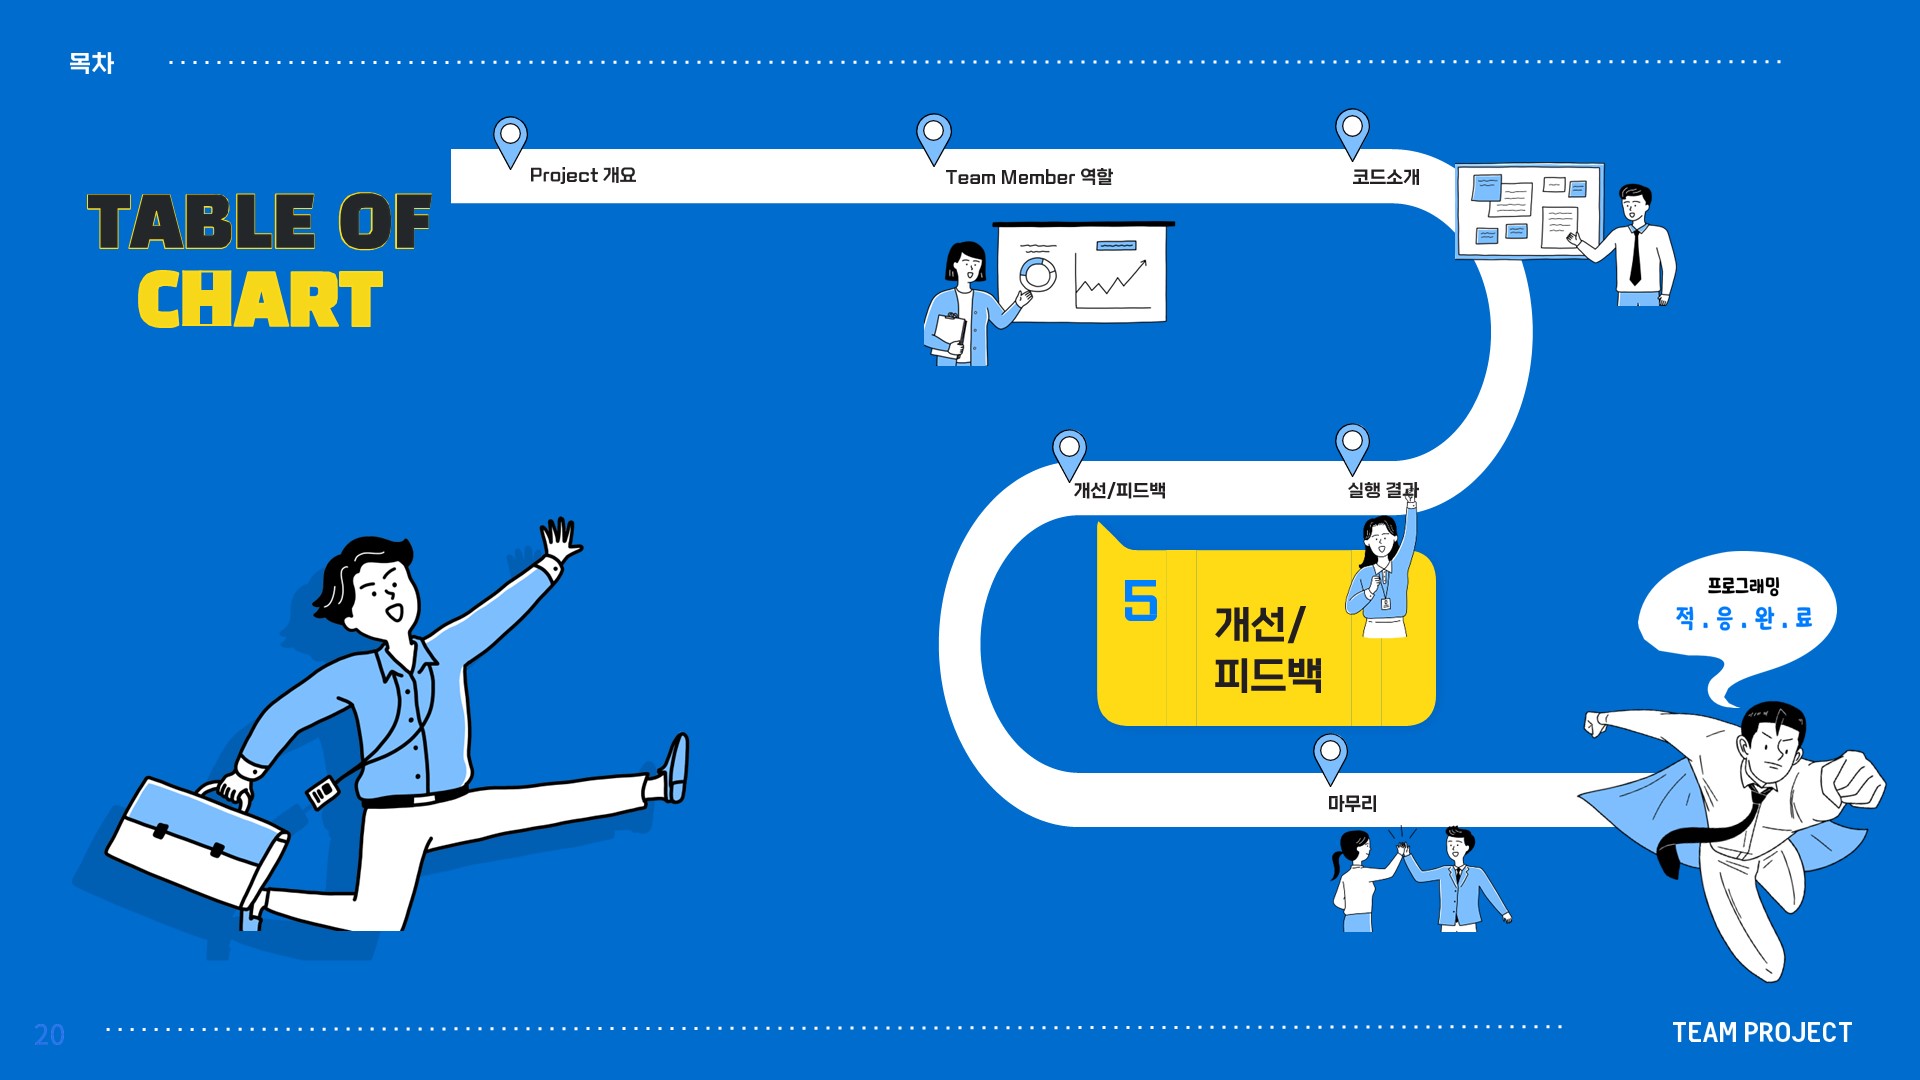 목차
TABLE OF
CHART
Project 개요
Team Member 역할
코드소개
개선/피드백
실행 결과
5
개선/
피드백
프로그래밍
적.응.완.료
마무리
20
TEAM PROJECT